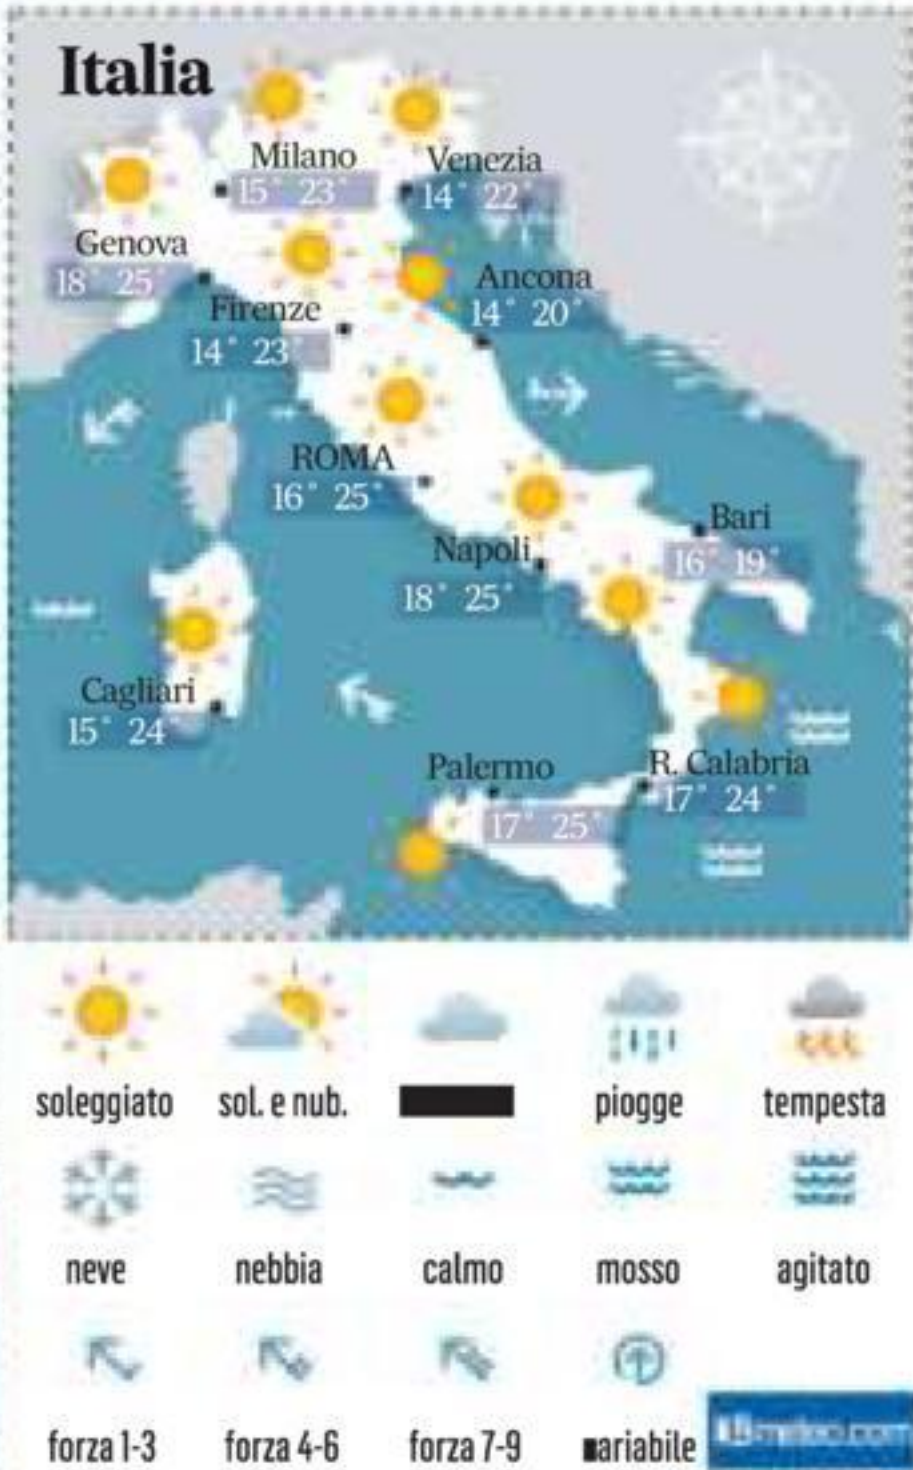 Italia
Milano
15° 23°
Venezia
14° 22°
Genova
18° 25°
Firenze
14° 23°
Ancona
14° 20°
ROMA
16° 25°
Napoli
18° 25°
Bari
16° 19°
Cagliari
15° 24°
Palermo
17° 25°
R. Calabria
17° 24°
soleggiato sol. e nub. piogge tempesta
neve nebbia calmo mosso agitato
forza 1-3 forza 4-6 forza 7-9 ariabile